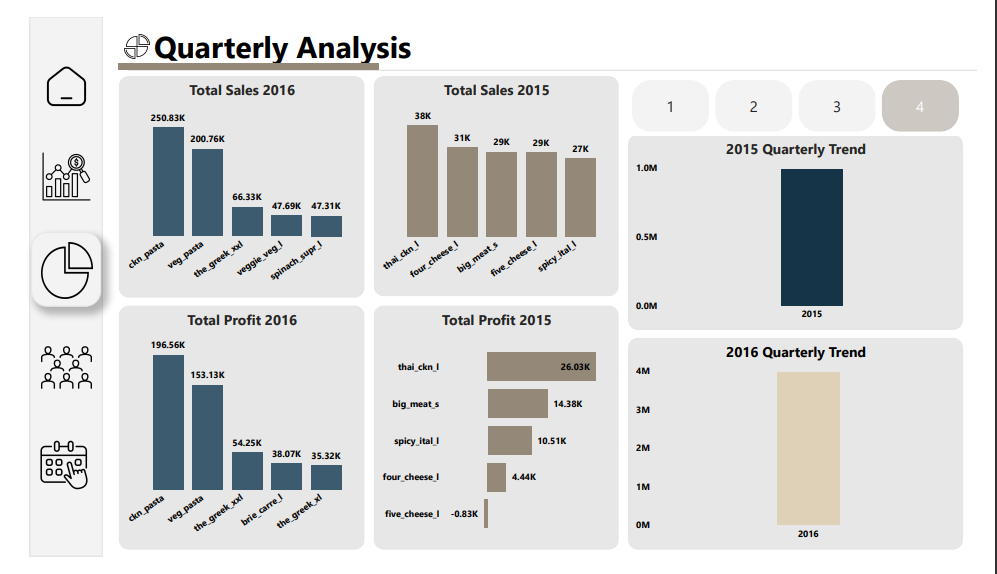 Quarterly Analysis
Total Sales 2016
250.83K
200.76K
66.33K
47.69K
47.31K
ckn_pasta
veg_pasta
the_greek_xxl
veggie_veg_l
spinach_supr_l
Total Sales 2015
38K
31K
29K
29K
27K
thai_ckn_l
four_cheese_l
big_meat_s
five_cheese_l
spicy_ital_l
1 2 3 4
2015 Quarterly Trend
1.0M
0.5M
0.0M
2015
Total Profit 2016
196.56K
153.13K
54.25K
38.07K
35.32K
ckn_pasta
veg_pasta
the_greek_xxl
brie_carre_l
the_greek_xl
Total Profit 2015
thai_ckn_l 26.03K
big_meat_s 14.38K
spicy_ital_l 10.51K
four_cheese_l 4.44K
five_cheese_l -0.83K
2016 Quarterly Trend
4M
3M
2M
1M
0M
2016